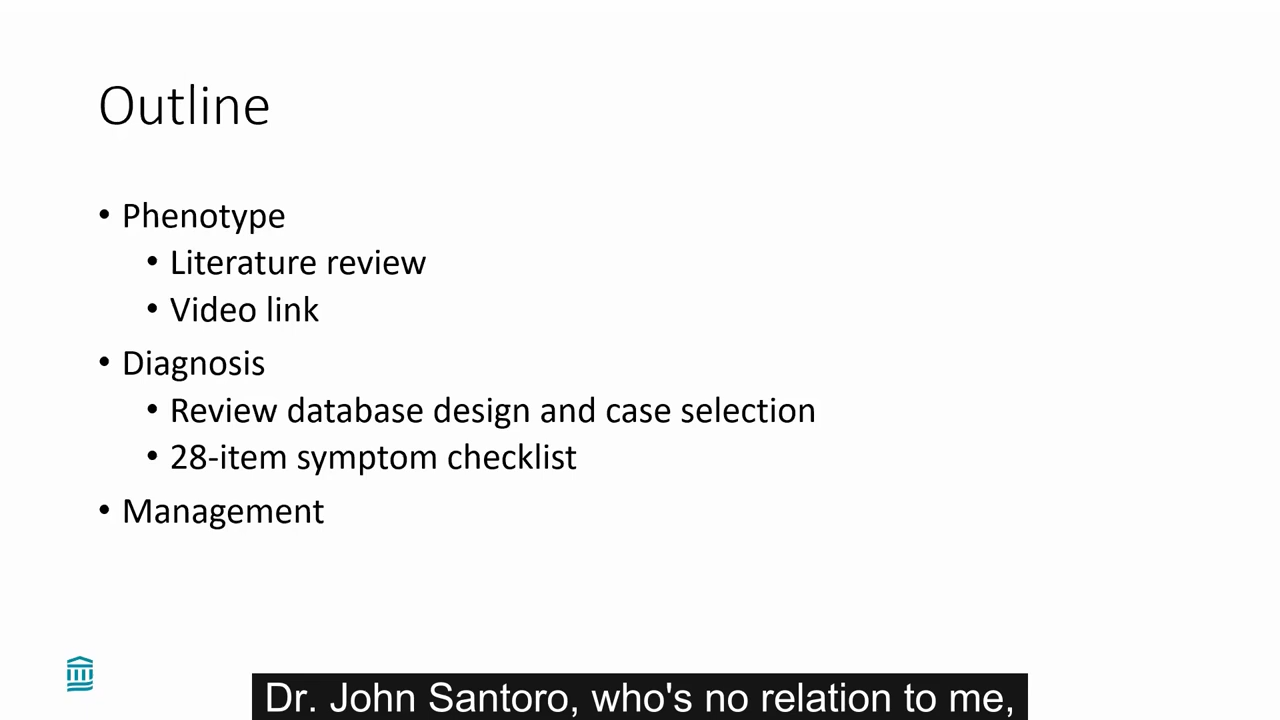 Outline
• Phenotype
• Literature review
• Video link
• Diagnosis
• Review database design and case selection
• 28-item symptom checklist
• Management
Dr. John Santoro, who's no relation to me,